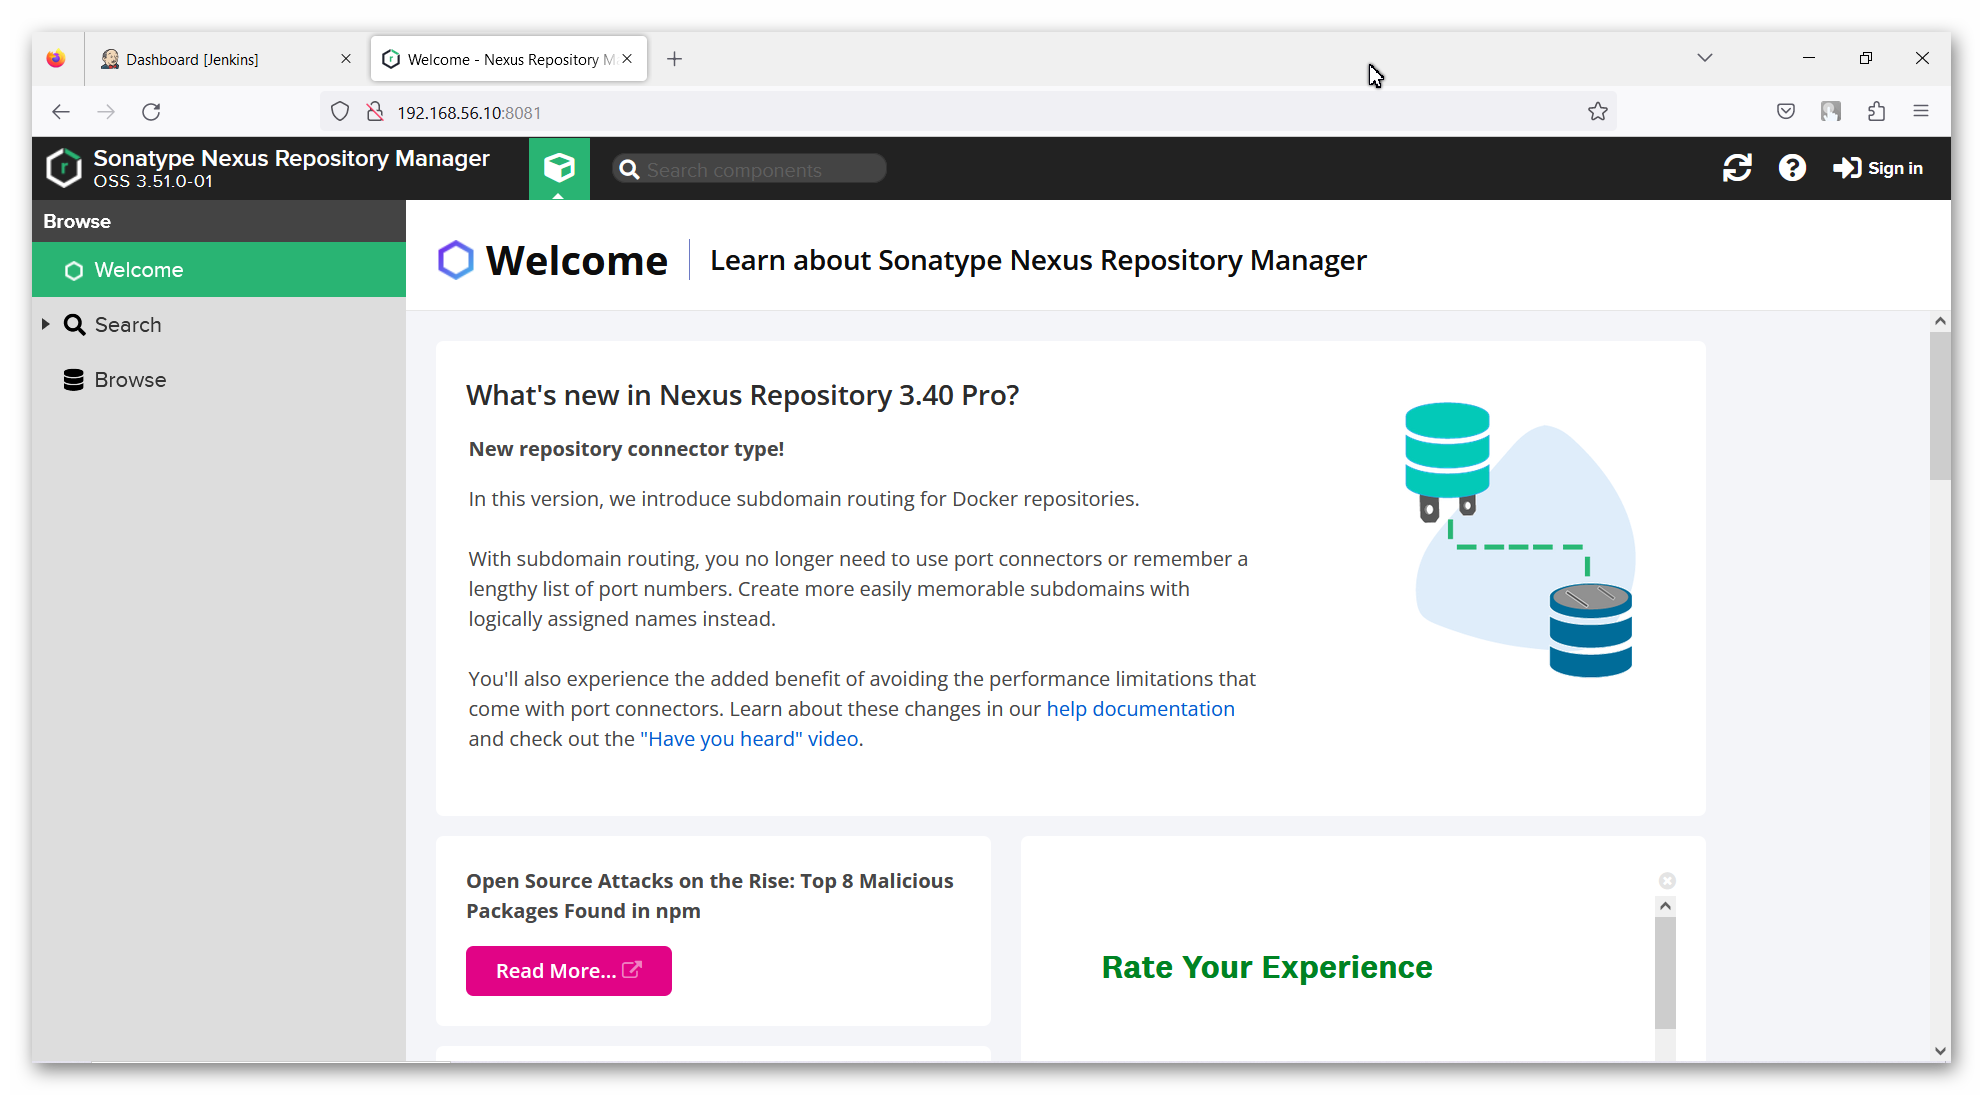 Dashboard [Jenkins]
Welcome - Nexus Repository M
192.168.56.10:8081
Sonatype Nexus Repository Manager
OSS 3.51.0-01
Search components
Sign in
Browse
Welcome
Search
Browse
Welcome
Learn about Sonatype Nexus Repository Manager
What's new in Nexus Repository 3.40 Pro?
New repository connector type!
In this version, we introduce subdomain routing for Docker repositories.
With subdomain routing, you no longer need to use port connectors or remember a
lengthy list of port numbers. Create more easily memorable subdomains with
logically assigned names instead.
You'll also experience the added benefit of avoiding the performance limitations that
come with port connectors. Learn about these changes in our help documentation
and check out the "Have you heard" video.
Open Source Attacks on the Rise: Top 8 Malicious
Packages Found in npm
Read More...
Rate Your Experience